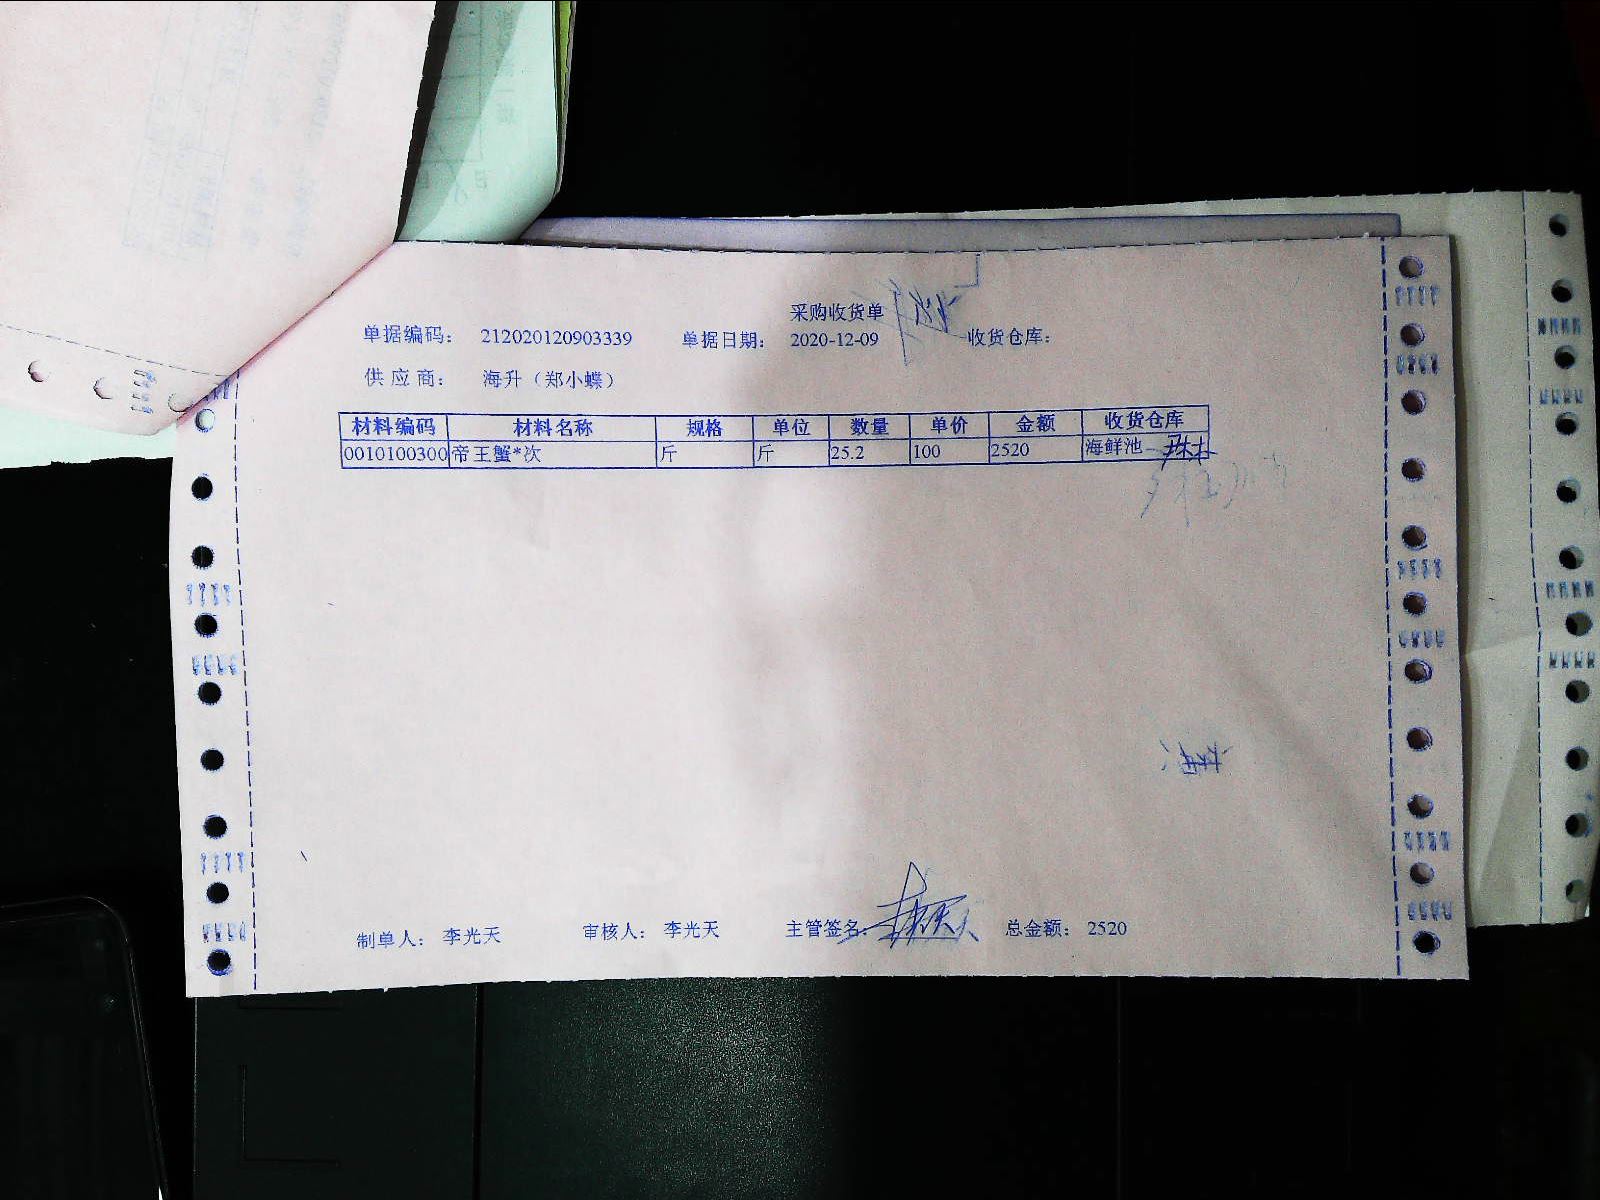 采购收货单
单据编码： 212020120903339 单据日期： 2020-12-09 收货仓库：
供 应 商： 海升（郑小蝶）
材料编码 材料名称 规格 单位 数量 单价 金额 收货仓库
0010100300 帝王蟹*次 斤 斤 25.2 100 2520 海鲜池
制单人： 李光天 审核人： 李光天 主管签名： 总金额： 2520